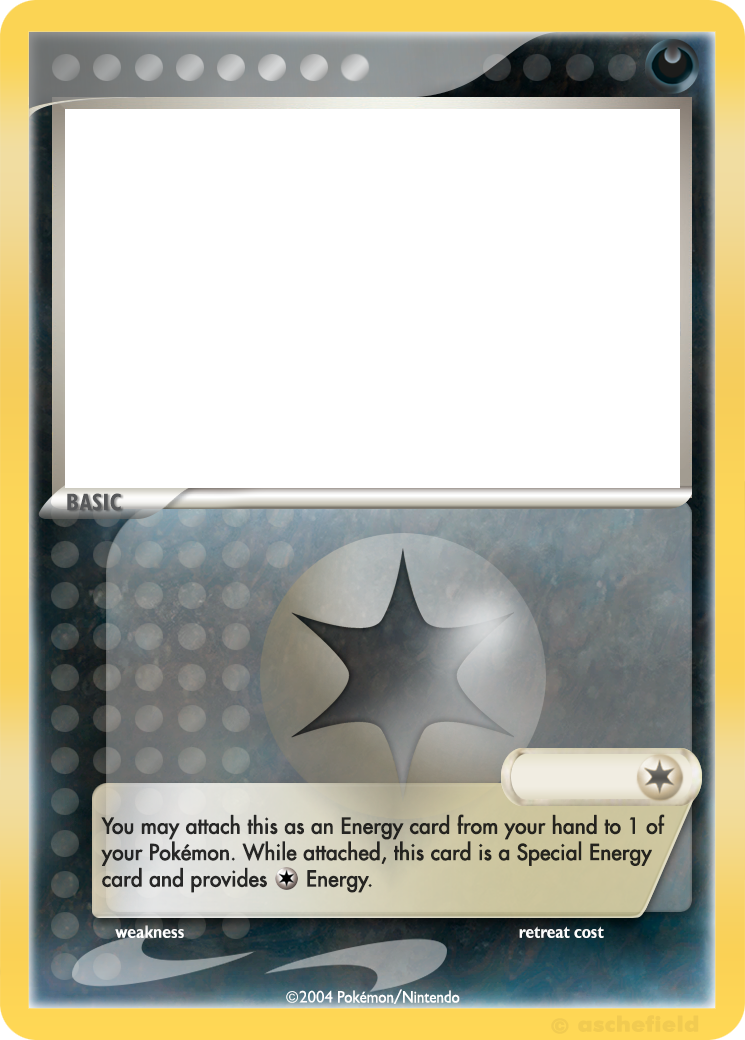 BASIC
You may attach this as an Energy card from your hand to 1 of
your Pokémon. While attached, this card is a Special Energy
card and provides Energy.
weakness
retreat cost
©2004 Pokémon/Nintendo
© aschefield